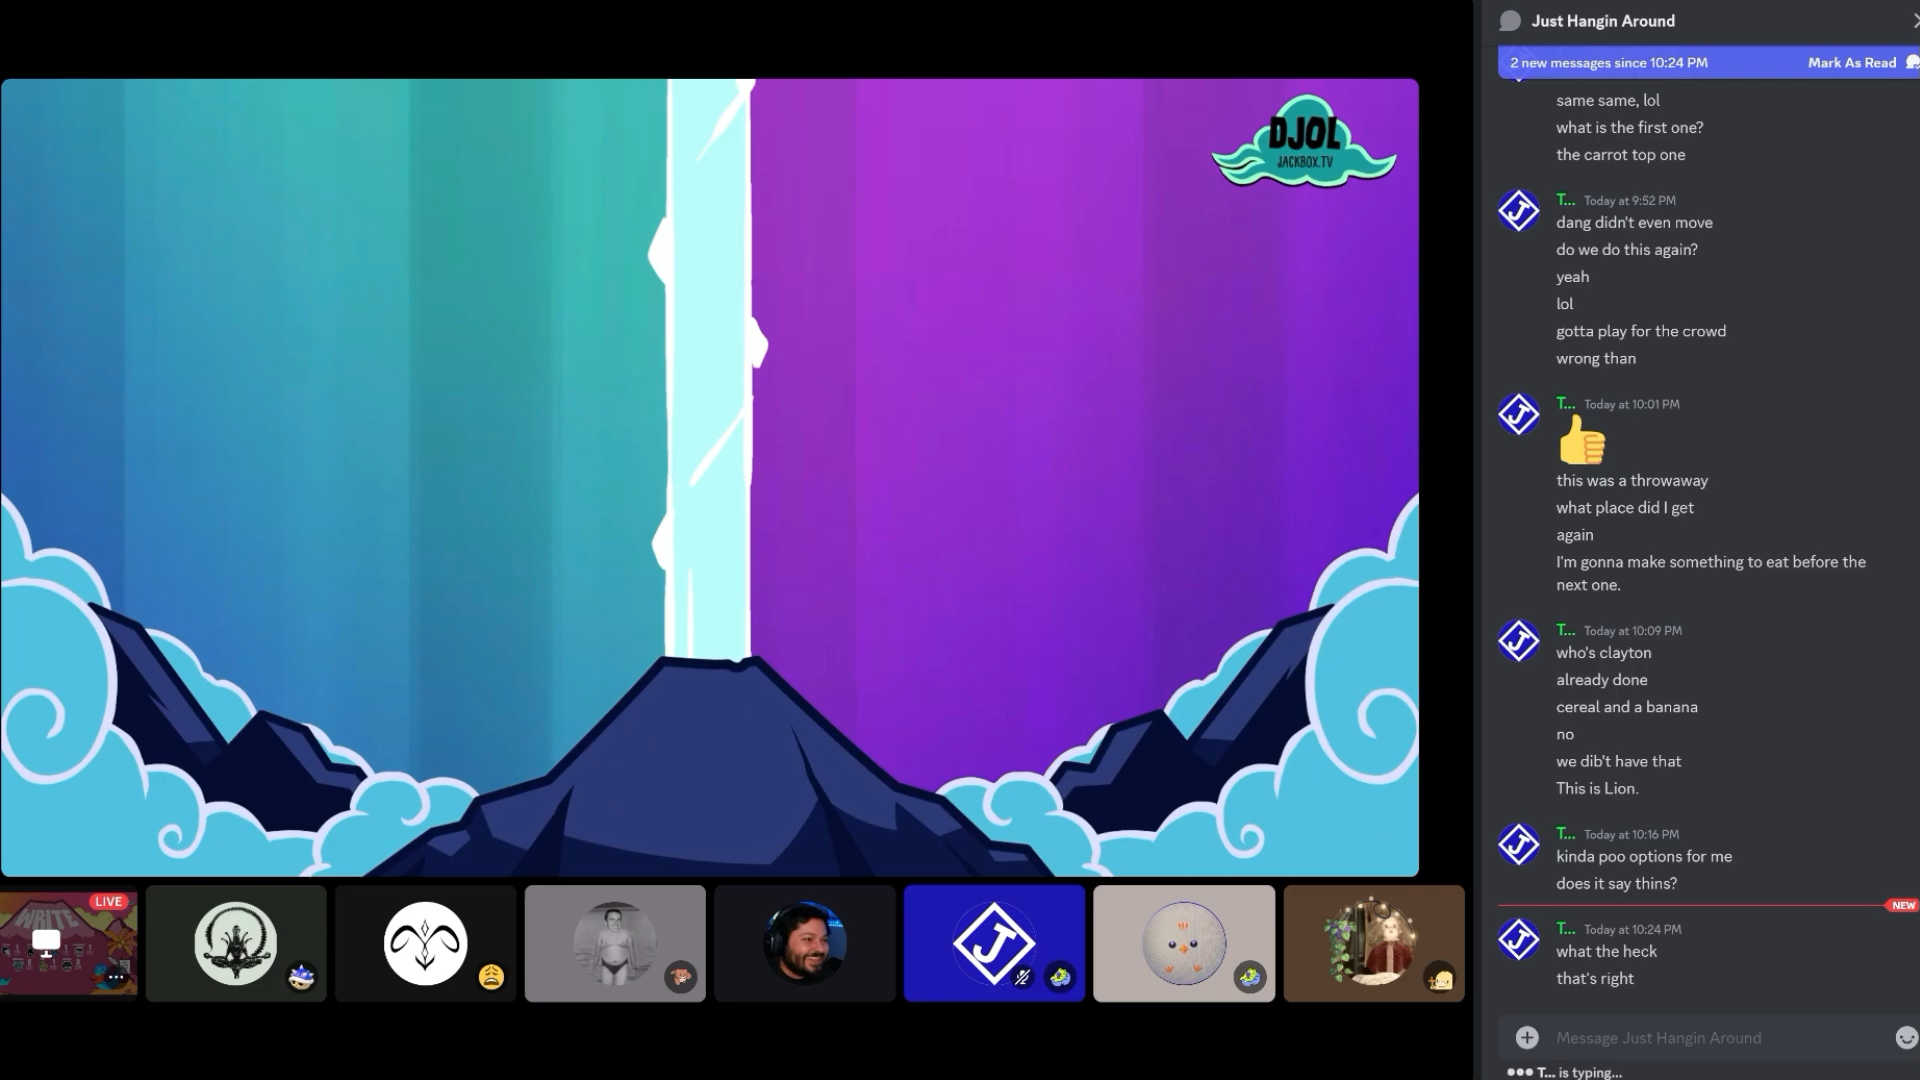 DJOL
JACKBOX.TV
LIVE
WRITE
Just Hangin Around
2 new messages since 10:24 PM Mark As Read
same same, lol
what is the first one?
the carrot top one
T... Today at 9:52 PM
dang didn't even move
do we do this again?
yeah
lol
gotta play for the crowd
wrong than
T... Today at 10:01 PM
this was a throwaway
what place did I get
again
I'm gonna make something to eat before the
next one.
T... Today at 10:09 PM
who's clayton
already done
cereal and a banana
no
we dib't have that
This is Lion.
T... Today at 10:16 PM
kinda poo options for me
does it say thins?
NEW
T... Today at 10:24 PM
what the heck
that's right
Message Just Hangin Around
T... is typing...